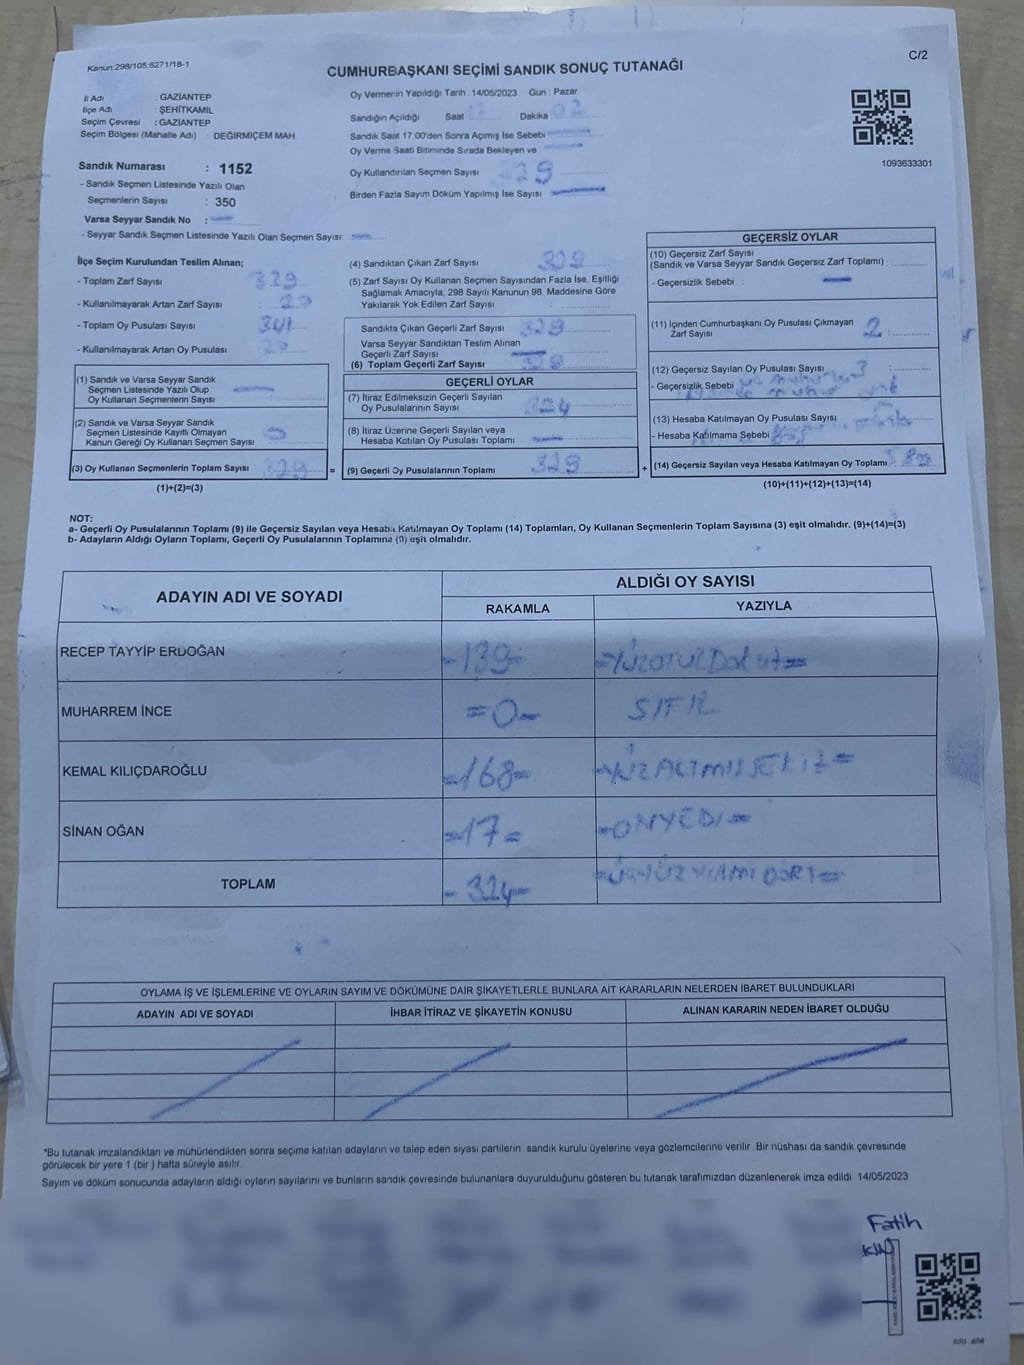 Kanun 298/105,6271/18-1
C/2
CUMHURBAŞKANI SEÇİMİ SANDIK SONUÇ TUTANAĞI
İl Adı : GAZİANTEP
İlçe Adı : ŞEHİTKAMİL
Seçim Çevresi : GAZİANTEP
Seçim Bölgesi (Mahalle Adı) : DEĞİRMİÇEM MAH.
Sandık Numarası : 1152
- Sandık Seçmen Listesinde Yazılı Olan
Seçmenlerin Sayısı : 350
Varsa Seyyar Sandık No :
- Seyyar Sandık Seçmen Listesinde Yazılı Olan Seçmen Sayısı:
Oy Vermenin Yapıldığı Tarih : 14/05/2023 Gün : Pazar
Sandığın Açıldığı Saat Dakika 02
Sandık Saat 17:00'den Sonra Açımış İse Sebebi
Oy Verme Saati Bitiminde Sırada Bekleyen ve
Oy Kullandırılan Seçmen Sayısı
Birden Fazla Sayım Döküm Yapılmış İse Sayısı
1093633301
İlçe Seçim Kurulundan Teslim Alınan;
- Toplam Zarf Sayısı
- Kullanılmayarak Artan Zarf Sayısı
- Toplam Oy Pusulası Sayısı 341
- Kullanılmayarak Artan Oy Pusulası
(1) Sandık ve Varsa Seyyar Sandık
Seçmen Listesinde Yazılı Olup
Oy Kullanan Seçmenlerin Sayısı
(2) Sandık ve Varsa Seyyar Sandık
Seçmen Listesinde Kayıtlı Olmayan
Kanun Gereği Oy Kullanan Seçmen Sayısı
(3) Oy Kullanan Seçmenlerin Toplam Sayısı 329 =
(1)+(2)=(3)
(4) Sandıktan Çıkan Zarf Sayısı 329
(5) Zarf Sayısı Oy Kullanan Seçmen Sayısından Fazla İse, Eşitliği
Sağlamak Amacıyla, 298 Sayılı Kanunun 98. Maddesine Göre
Yakılarak Yok Edilen Zarf Sayısı
Sandıkta Çıkan Geçerli Zarf Sayısı 329
Varsa Seyyar Sandıktan Teslim Alınan
Geçerli Zarf Sayısı
(6) Toplam Geçerli Zarf Sayısı 329
GEÇERLİ OYLAR
(7) İtiraz Edilmeksizin Geçerli Sayılan
Oy Pusulalarının Sayısı 324
(8) İtiraz Üzerine Geçerli Sayılan veya
Hesaba Katılan Oy Pusulası Toplamı
(9) Geçerli Oy Pusulalarının Toplamı 329 +
GEÇERSİZ OYLAR
(10) Geçersiz Zarf Sayısı
(Sandık ve Varsa Seyyar Sandık Geçersiz Zarf Toplamı) :
- Geçersizlik Sebebi :
(11) İçinden Cumhurbaşkanı Oy Pusulası Çıkmayan
Zarf Sayısı 2
(12) Geçersiz Sayılan Oy Pusulası Sayısı 3
- Geçersizlik Sebebi
(13) Hesaba Katılmayan Oy Pusulası Sayısı
- Hesaba Katılmama Sebebi
(14) Geçersiz Sayılan veya Hesaba Katılmayan Oy Toplamı
(10)+(11)+(12)+(13)=(14)
NOT:
a- Geçerli Oy Pusulalarının Toplamı (9) ile Geçersiz Sayılan veya Hesaba Katılmayan Oy Toplamı (14) Toplamları, Oy Kullanan Seçmenlerin Toplam Sayısına (3) eşit olmalıdır. (9)+(14)=(3)
b- Adayların Aldığı Oyların Toplamı, Geçerli Oy Pusulalarının Toplamına (9) eşit olmalıdır.
ADAYIN ADI VE SOYADI
ALDIĞI OY SAYISI
RAKAMLA YAZIYLA
RECEP TAYYİP ERDOĞAN -139- =YÜZOTUZDOKUZ=
MUHARREM İNCE =0= SIFIR
KEMAL KILIÇDAROĞLU =168= =YÜZALTMIŞSEKİZ=
SİNAN OĞAN =17= =ONYEDİ=
TOPLAM -324- =ÜÇYÜZYİRMİDÖRT=
OYLAMA İŞ VE İŞLEMLERİNE VE OYLARIN SAYIM VE DÖKÜMÜNE DAİR ŞİKAYETLERLE BUNLARA AİT KARARLARIN NELERDEN İBARET BULUNDUKLARI
ADAYIN ADI VE SOYADI İHBAR İTİRAZ VE ŞİKAYETİN KONUSU ALINAN KARARIN NEDEN İBARET OLDUĞU
*Bu tutanak imzalandıktan ve mühürlendikten sonra seçime katılan adayların ve talep eden siyasi partilerin sandık kurulu üyelerine veya gözlemcilerine verilir. Bir nüshası da sandık çevresinde
görülecek bir yere 1 (bir) hafta süreyle asılır.
Sayım ve döküm sonucunda adayların aldığı oyların sayılarını ve bunların sandık çevresinde bulunanlara duyurulduğunu gösteren bu tutanak tarafımızdan düzenlenerek imza edildi. 14/05/2023
Fatih